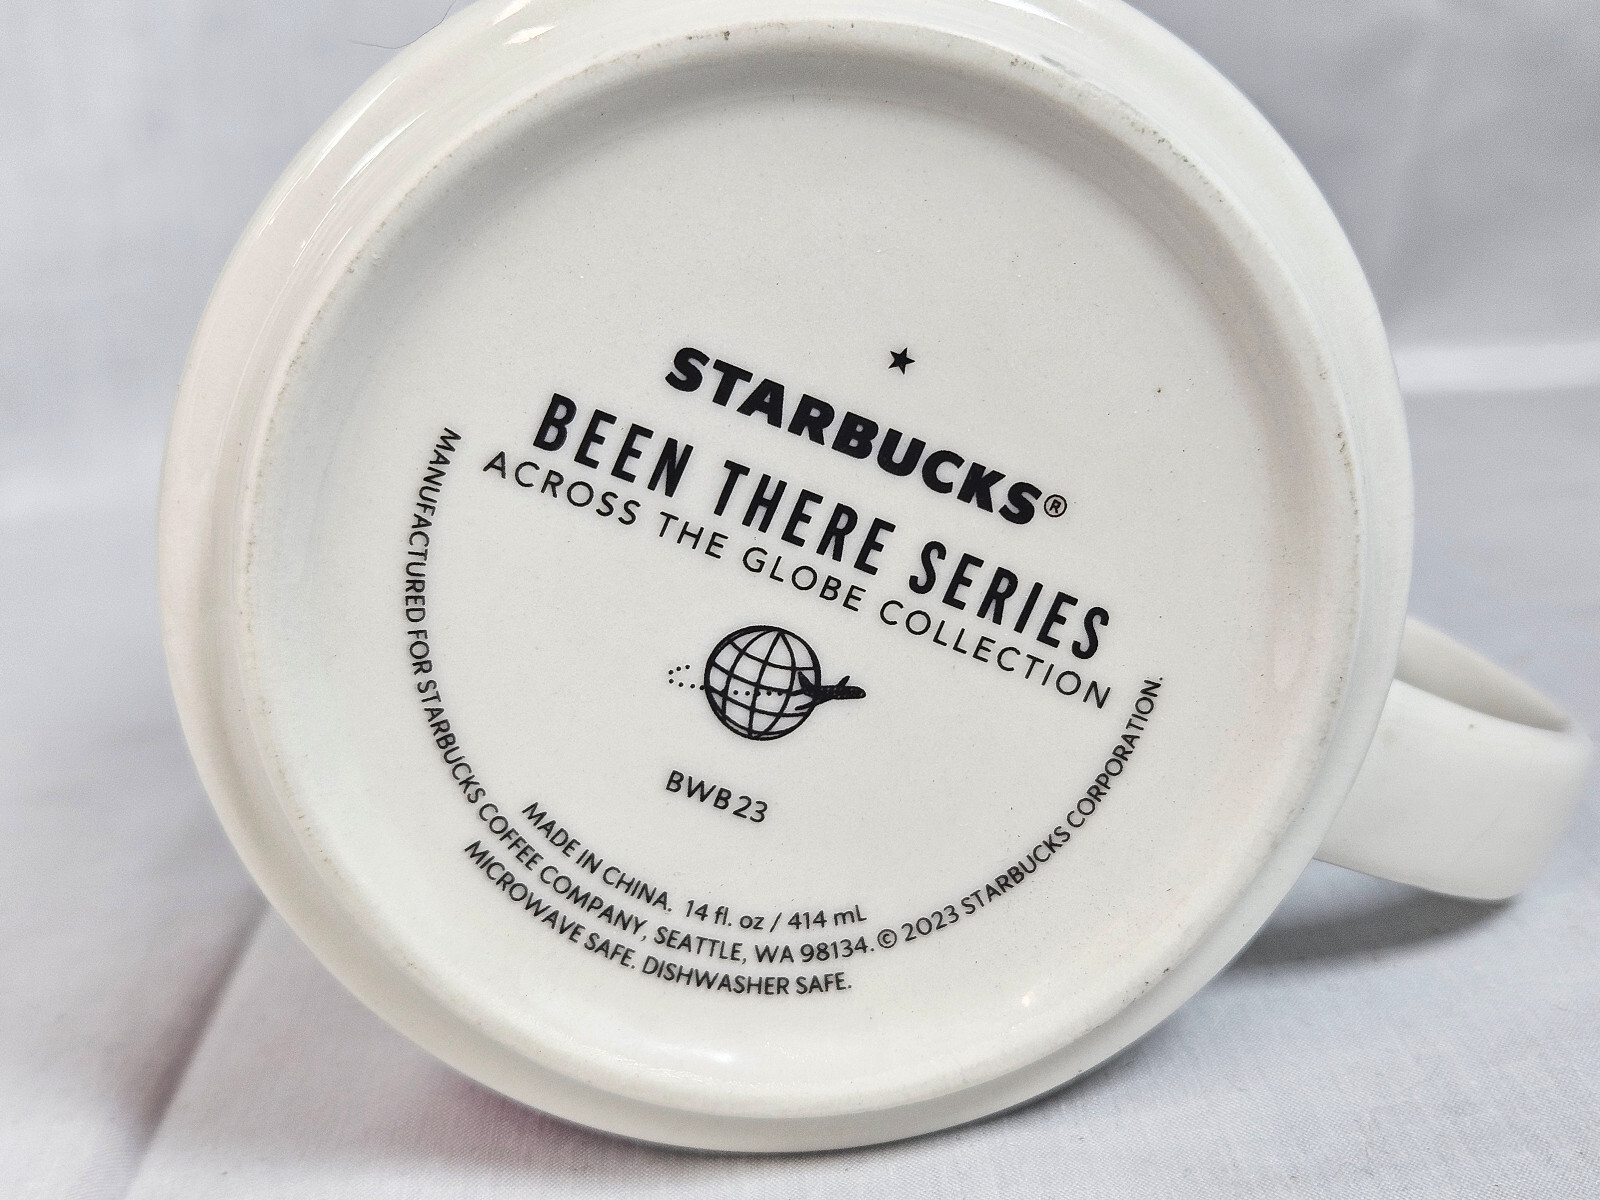 STARBUCKS®
BEEN THERE SERIES
ACROSS THE GLOBE COLLECTION
BWB23
MADE IN CHINA. 14 fl. oz / 414 mL
MANUFACTURED FOR STARBUCKS COFFEE COMPANY, SEATTLE, WA 98134. © 2023 STARBUCKS CORPORATION.
MICROWAVE SAFE. DISHWASHER SAFE.